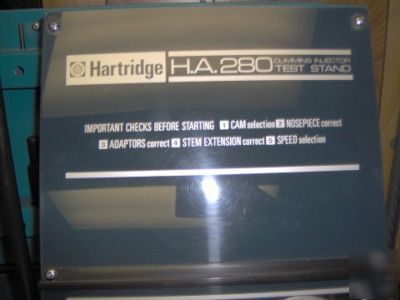 Hartridge H.A.280 CUMMINS INJECTOR
TEST STAND
IMPORTANT CHECKS BEFORE STARTING 1 CAM selection 2 NOSEPIECE correct
3 ADAPTORS correct 4 STEM EXTENSION correct 5 SPEED selection